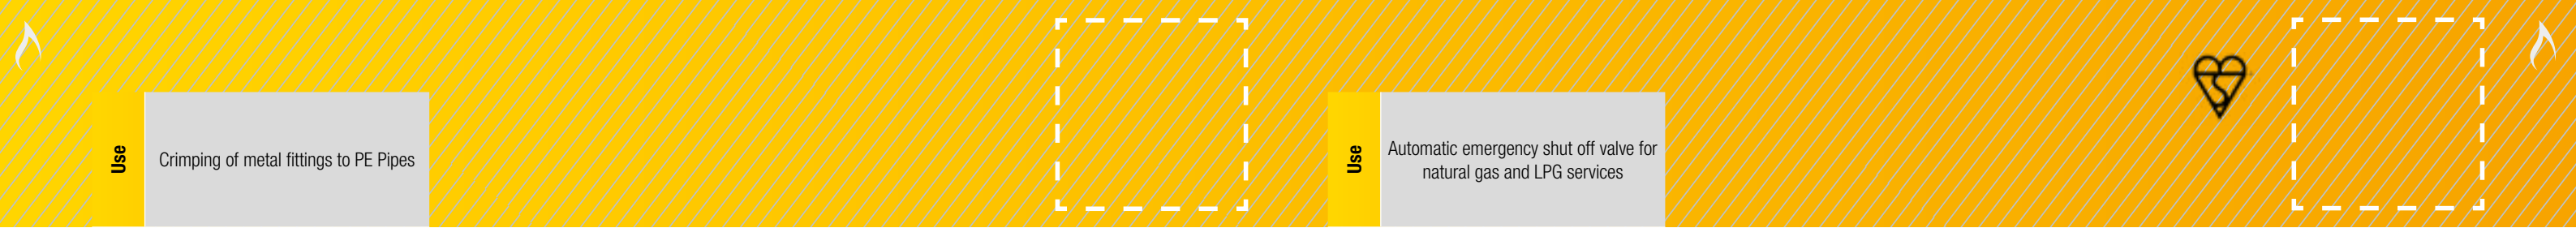 Use
Crimping of metal fittings to PE Pipes
Use
Automatic emergency shut off valve for
natural gas and LPG services